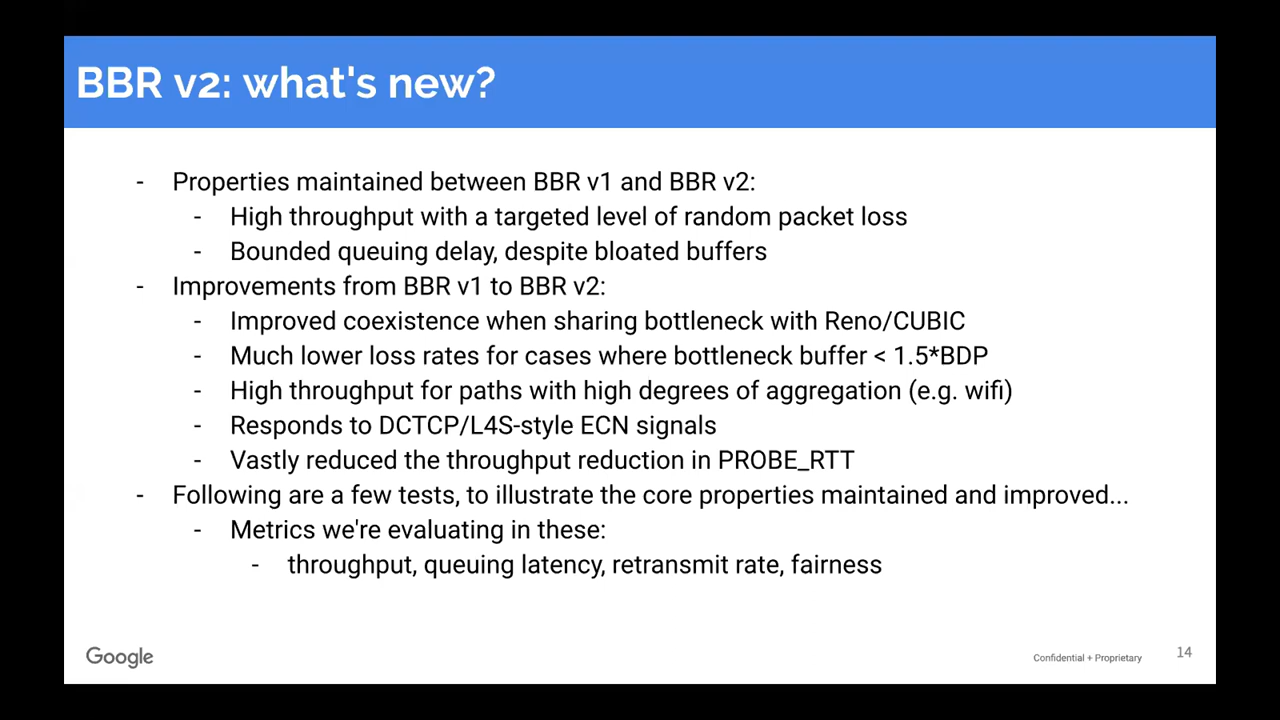 BBR v2: what's new?
- Properties maintained between BBR v1 and BBR v2:
- High throughput with a targeted level of random packet loss
- Bounded queuing delay, despite bloated buffers
- Improvements from BBR v1 to BBR v2:
- Improved coexistence when sharing bottleneck with Reno/CUBIC
- Much lower loss rates for cases where bottleneck buffer < 1.5*BDP
- High throughput for paths with high degrees of aggregation (e.g. wifi)
- Responds to DCTCP/L4S-style ECN signals
- Vastly reduced the throughput reduction in PROBE_RTT
- Following are a few tests, to illustrate the core properties maintained and improved...
- Metrics we're evaluating in these:
- throughput, queuing latency, retransmit rate, fairness
Google
Confidential + Proprietary
14